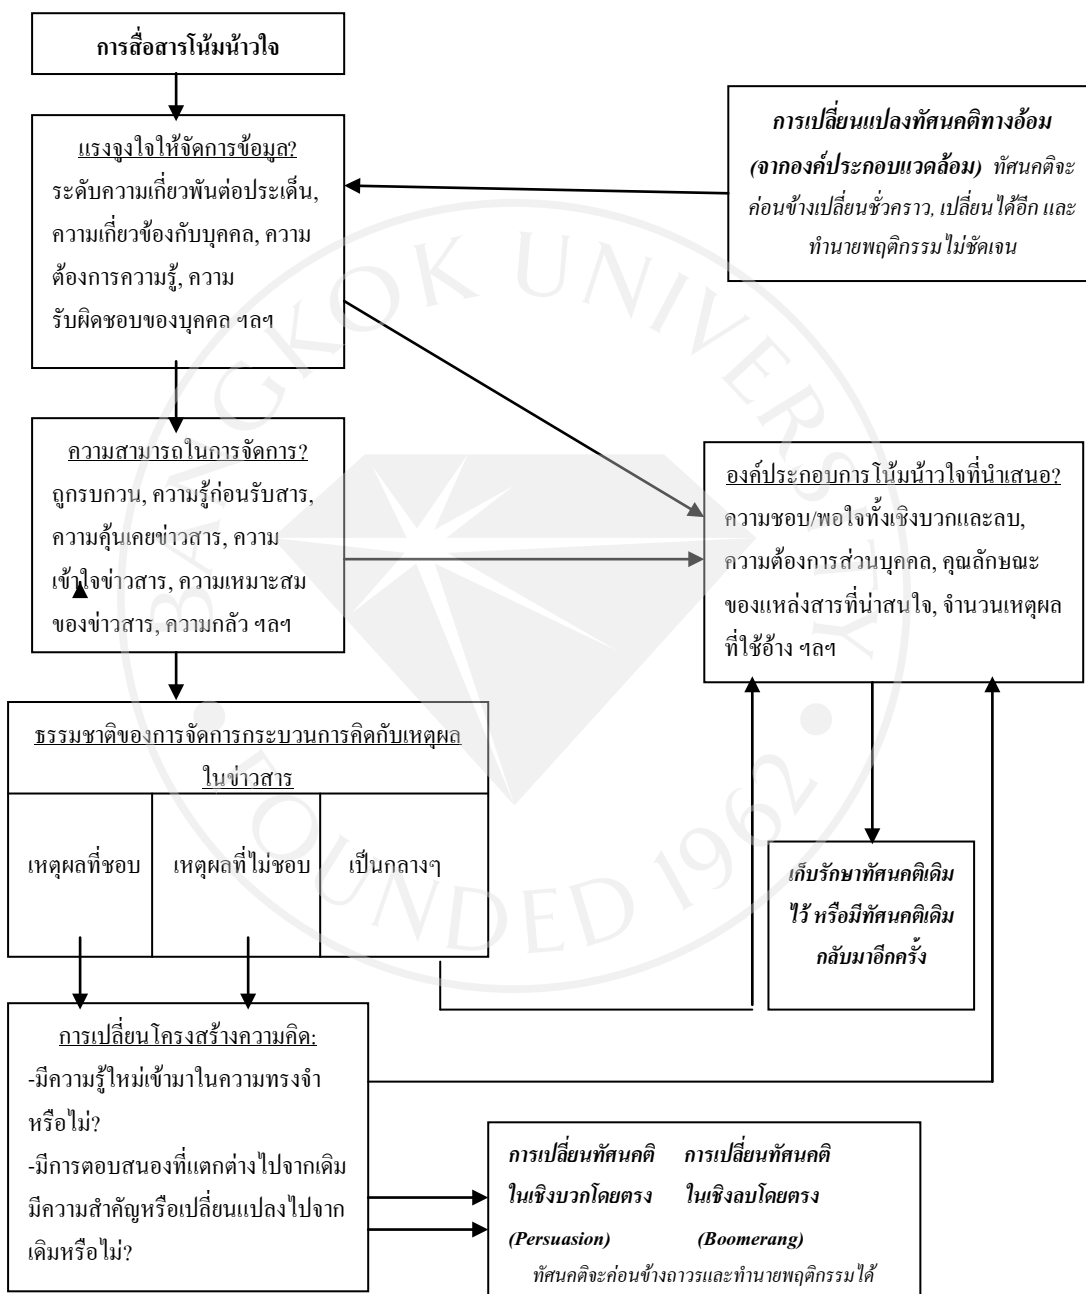 การสื่อสารโน้มน้าวใจ
แรงจูงใจให้จัดการข้อมูล?
ระดับความเกี่ยวพันต่อประเด็น,
ความเกี่ยวข้องกับบุคคล, ความ
ต้องการความรู้, ความ
รับผิดชอบของบุคคล ฯลฯ
การเปลี่ยนแปลงทัศนคติทางอ้อม
(จากองค์ประกอบแวดล้อม) ทัศนคติจะ
ค่อนข้างเปลี่ยนชั่วคราว, เปลี่ยนได้อีก และ
ทำนายพฤติกรรมไม่ชัดเจน
ความสามารถในการจัดการ?
ถูกรบกวน, ความรู้ก่อนรับสาร,
ความคุ้นเคยข่าวสาร, ความ
เข้าใจข่าวสาร, ความเหมาะสม
ของข่าวสาร, ความกลัว ฯลฯ
องค์ประกอบการโน้มน้าวใจที่นำเสนอ?
ความชอบ/พอใจทั้งเชิงบวกและลบ,
ความต้องการส่วนบุคคล, คุณลักษณะ
ของแหล่งสารที่น่าสนใจ, จำนวนเหตุผล
ที่ใช้อ้าง ฯลฯ
ธรรมชาติของการจัดการกระบวนการคิดกับเหตุผล
ในข่าวสาร
เหตุผลที่ชอบ
เหตุผลที่ไม่ชอบ
เป็นกลางๆ
เก็บรักษาทัศนคติเดิม
ไว้ หรือมีทัศนคติเดิม
กลับมาอีกครั้ง
การเปลี่ยนโครงสร้างความคิด:
-มีความรู้ใหม่เข้ามาในความทรงจำ
หรือไม่?
-มีการตอบสนองที่แตกต่างไปจากเดิม
มีความสำคัญหรือเปลี่ยนแปลงไปจาก
เดิมหรือไม่?
การเปลี่ยนทัศนคติ การเปลี่ยนทัศนคติ
ในเชิงบวกโดยตรง ในเชิงลบโดยตรง
(Persuasion) (Boomerang)
ทัศนคติจะค่อนข้างถาวรและทำนายพฤติกรรมได้
BANGKOK UNIVERSITY
FOUNDED 1962